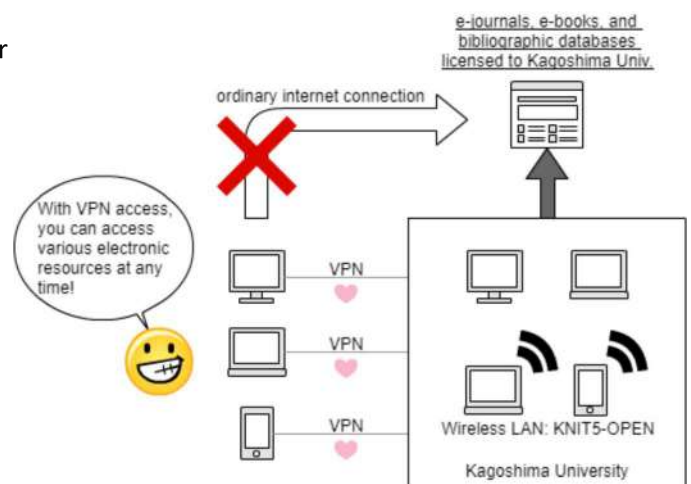 r
e-journals, e-books, and
bibliographic databases
licensed to Kagoshima Univ.
ordinary internet connection
With VPN access,
you can access
various electronic
resources at any
time!
VPN
VPN
VPN
Wireless LAN: KNIT5-OPEN
Kagoshima University